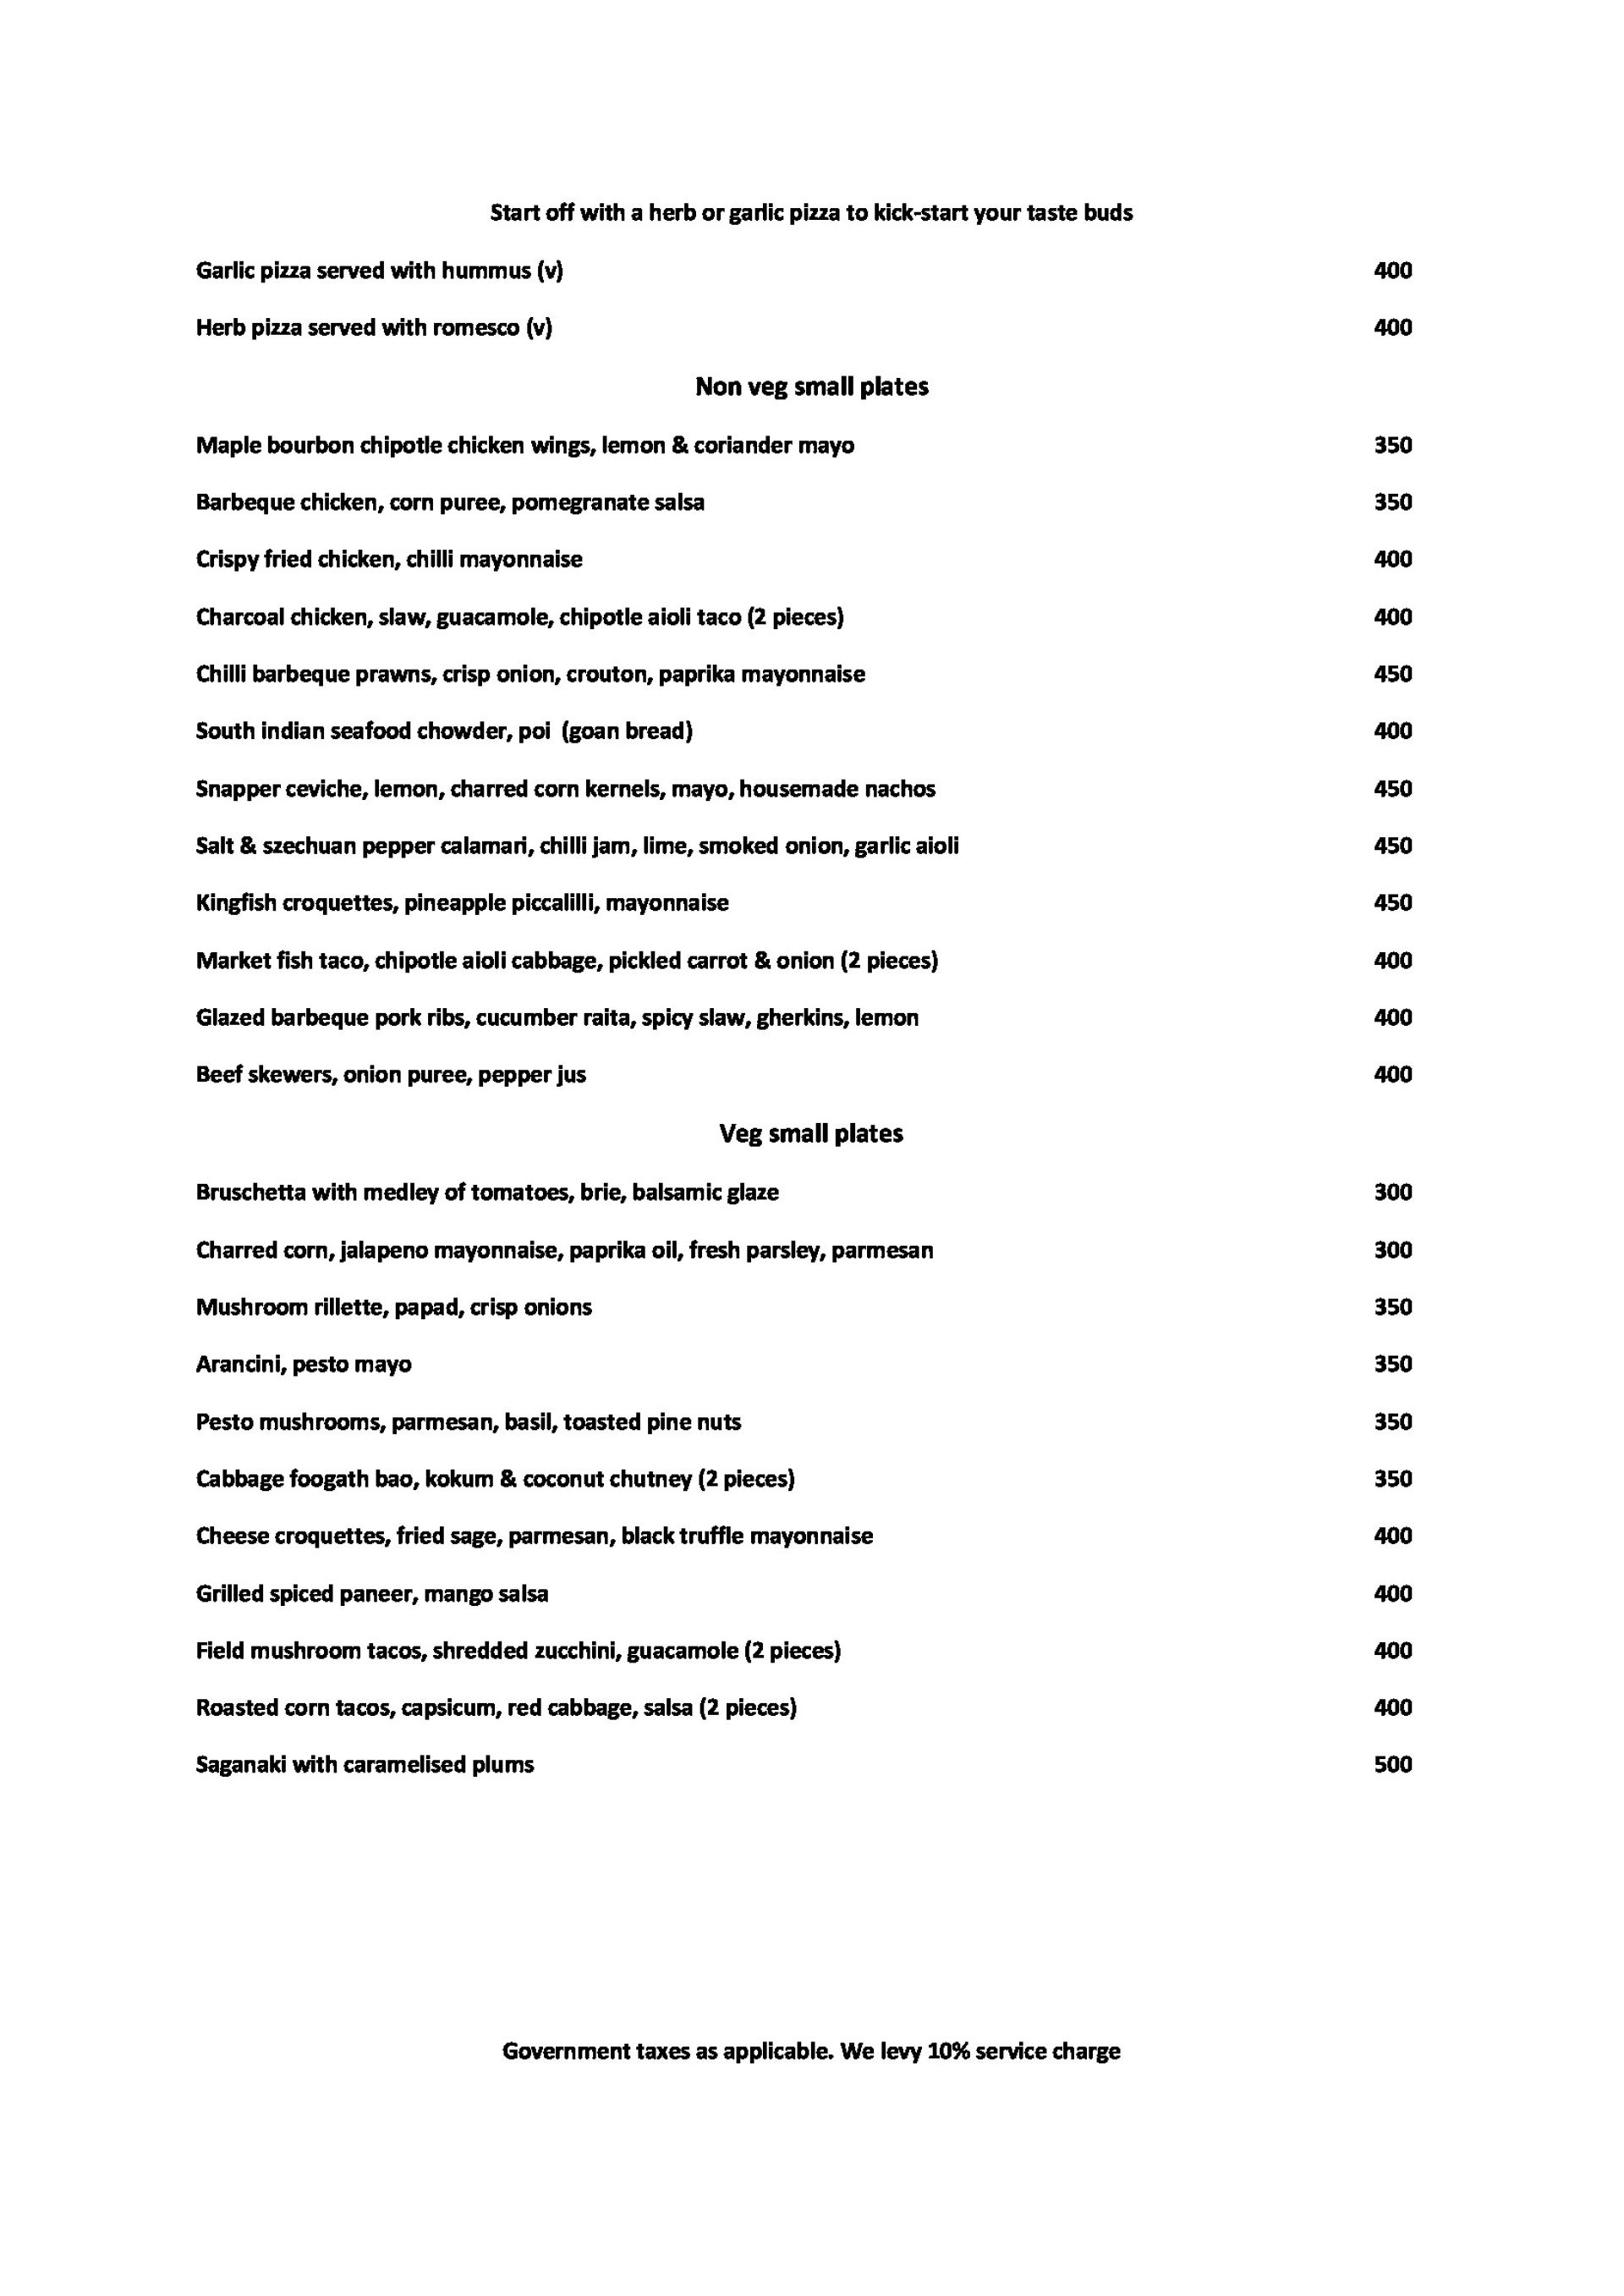 Start off with a herb or garlic pizza to kick-start your taste buds
Garlic pizza served with hummus (v) 400
Herb pizza served with romesco (v) 400
Non veg small plates
Maple bourbon chipotle chicken wings, lemon & coriander mayo 350
Barbeque chicken, corn puree, pomegranate salsa 350
Crispy fried chicken, chilli mayonnaise 400
Charcoal chicken, slaw, guacamole, chipotle aioli taco (2 pieces) 400
Chilli barbeque prawns, crisp onion, crouton, paprika mayonnaise 450
South indian seafood chowder, poi (goan bread) 400
Snapper ceviche, lemon, charred corn kernels, mayo, housemade nachos 450
Salt & szechuan pepper calamari, chilli jam, lime, smoked onion, garlic aioli 450
Kingfish croquettes, pineapple piccalilli, mayonnaise 450
Market fish taco, chipotle aioli cabbage, pickled carrot & onion (2 pieces) 400
Glazed barbeque pork ribs, cucumber raita, spicy slaw, gherkins, lemon 400
Beef skewers, onion puree, pepper jus 400
Veg small plates
Bruschetta with medley of tomatoes, brie, balsamic glaze 300
Charred corn, jalapeno mayonnaise, paprika oil, fresh parsley, parmesan 300
Mushroom rillette, papad, crisp onions 350
Arancini, pesto mayo 350
Pesto mushrooms, parmesan, basil, toasted pine nuts 350
Cabbage foogath bao, kokum & coconut chutney (2 pieces) 350
Cheese croquettes, fried sage, parmesan, black truffle mayonnaise 400
Grilled spiced paneer, mango salsa 400
Field mushroom tacos, shredded zucchini, guacamole (2 pieces) 400
Roasted corn tacos, capsicum, red cabbage, salsa (2 pieces) 400
Saganaki with caramelised plums 500
Government taxes as applicable. We levy 10% service charge